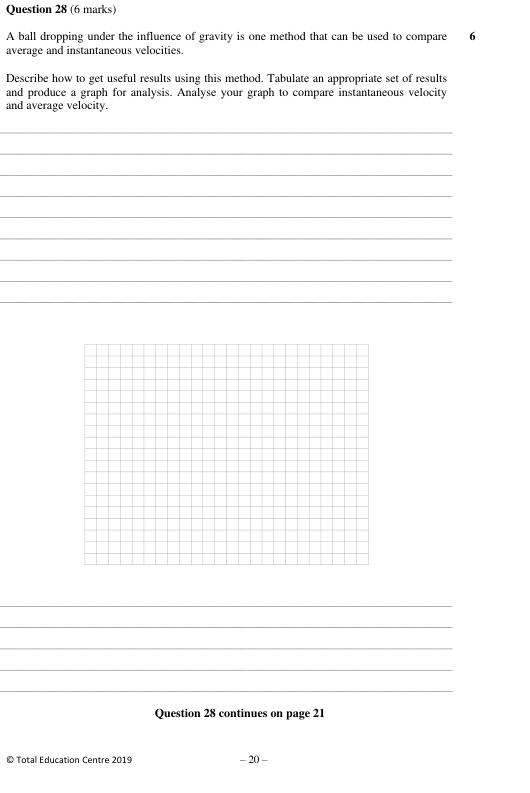 Question 28 (6 marks)
A ball dropping under the influence of gravity is one method that can be used to compare 6
average and instantaneous velocities.
Describe how to get useful results using this method. Tabulate an appropriate set of results
and produce a graph for analysis. Analyse your graph to compare instantaneous velocity
and average velocity.
Question 28 continues on page 21
© Total Education Centre 2019 – 20 –